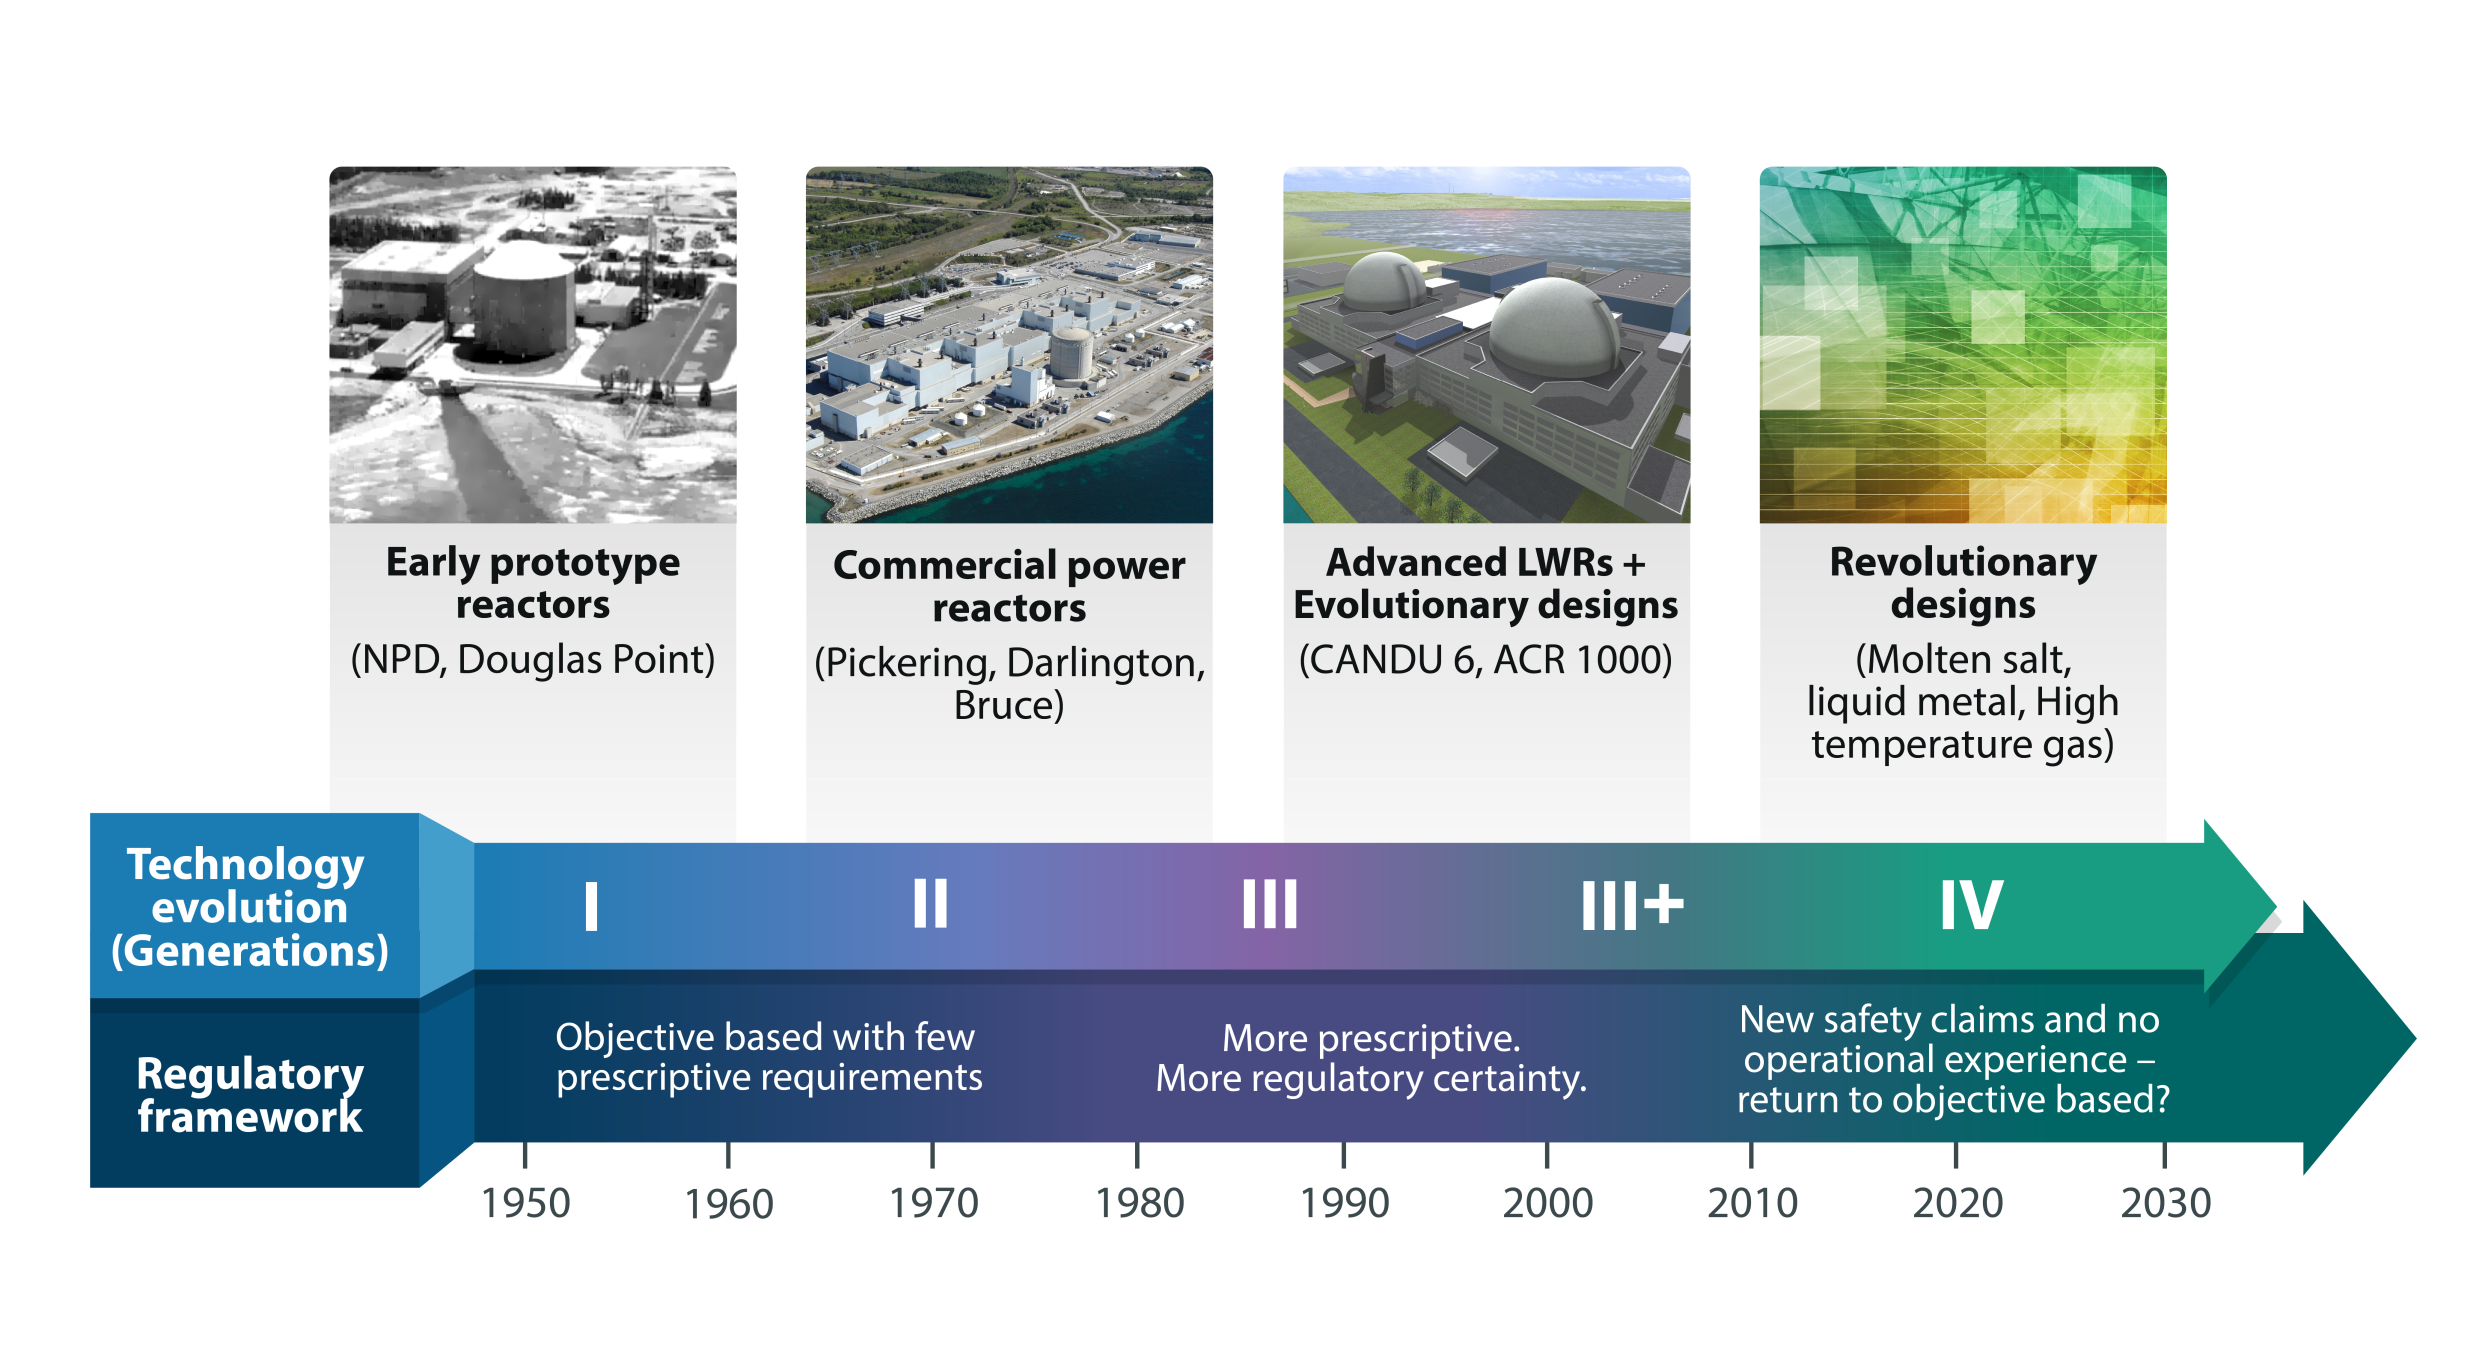 Early prototype
reactors
(NPD, Douglas Point)
Commercial power
reactors
(Pickering, Darlington,
Bruce)
Advanced LWRs +
Evolutionary designs
(CANDU 6, ACR 1000)
Revolutionary
designs
(Molten salt,
liquid metal, High
temperature gas)
Technology
evolution
(Generations)
I
II
III
III+
IV
Regulatory
framework
Objective based with few
prescriptive requirements
More prescriptive.
More regulatory certainty.
New safety claims and no
operational experience –
return to objective based?
1950
1960
1970
1980
1990
2000
2010
2020
2030